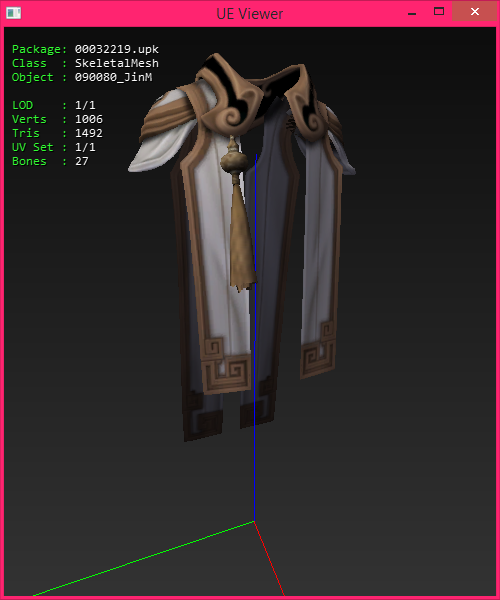 UE Viewer
Package: 00032219.upk
Class  : SkeletalMesh
Object : 090080_JinM
LOD    : 1/1
Verts  : 1006
Tris   : 1492
UV Set : 1/1
Bones  : 27